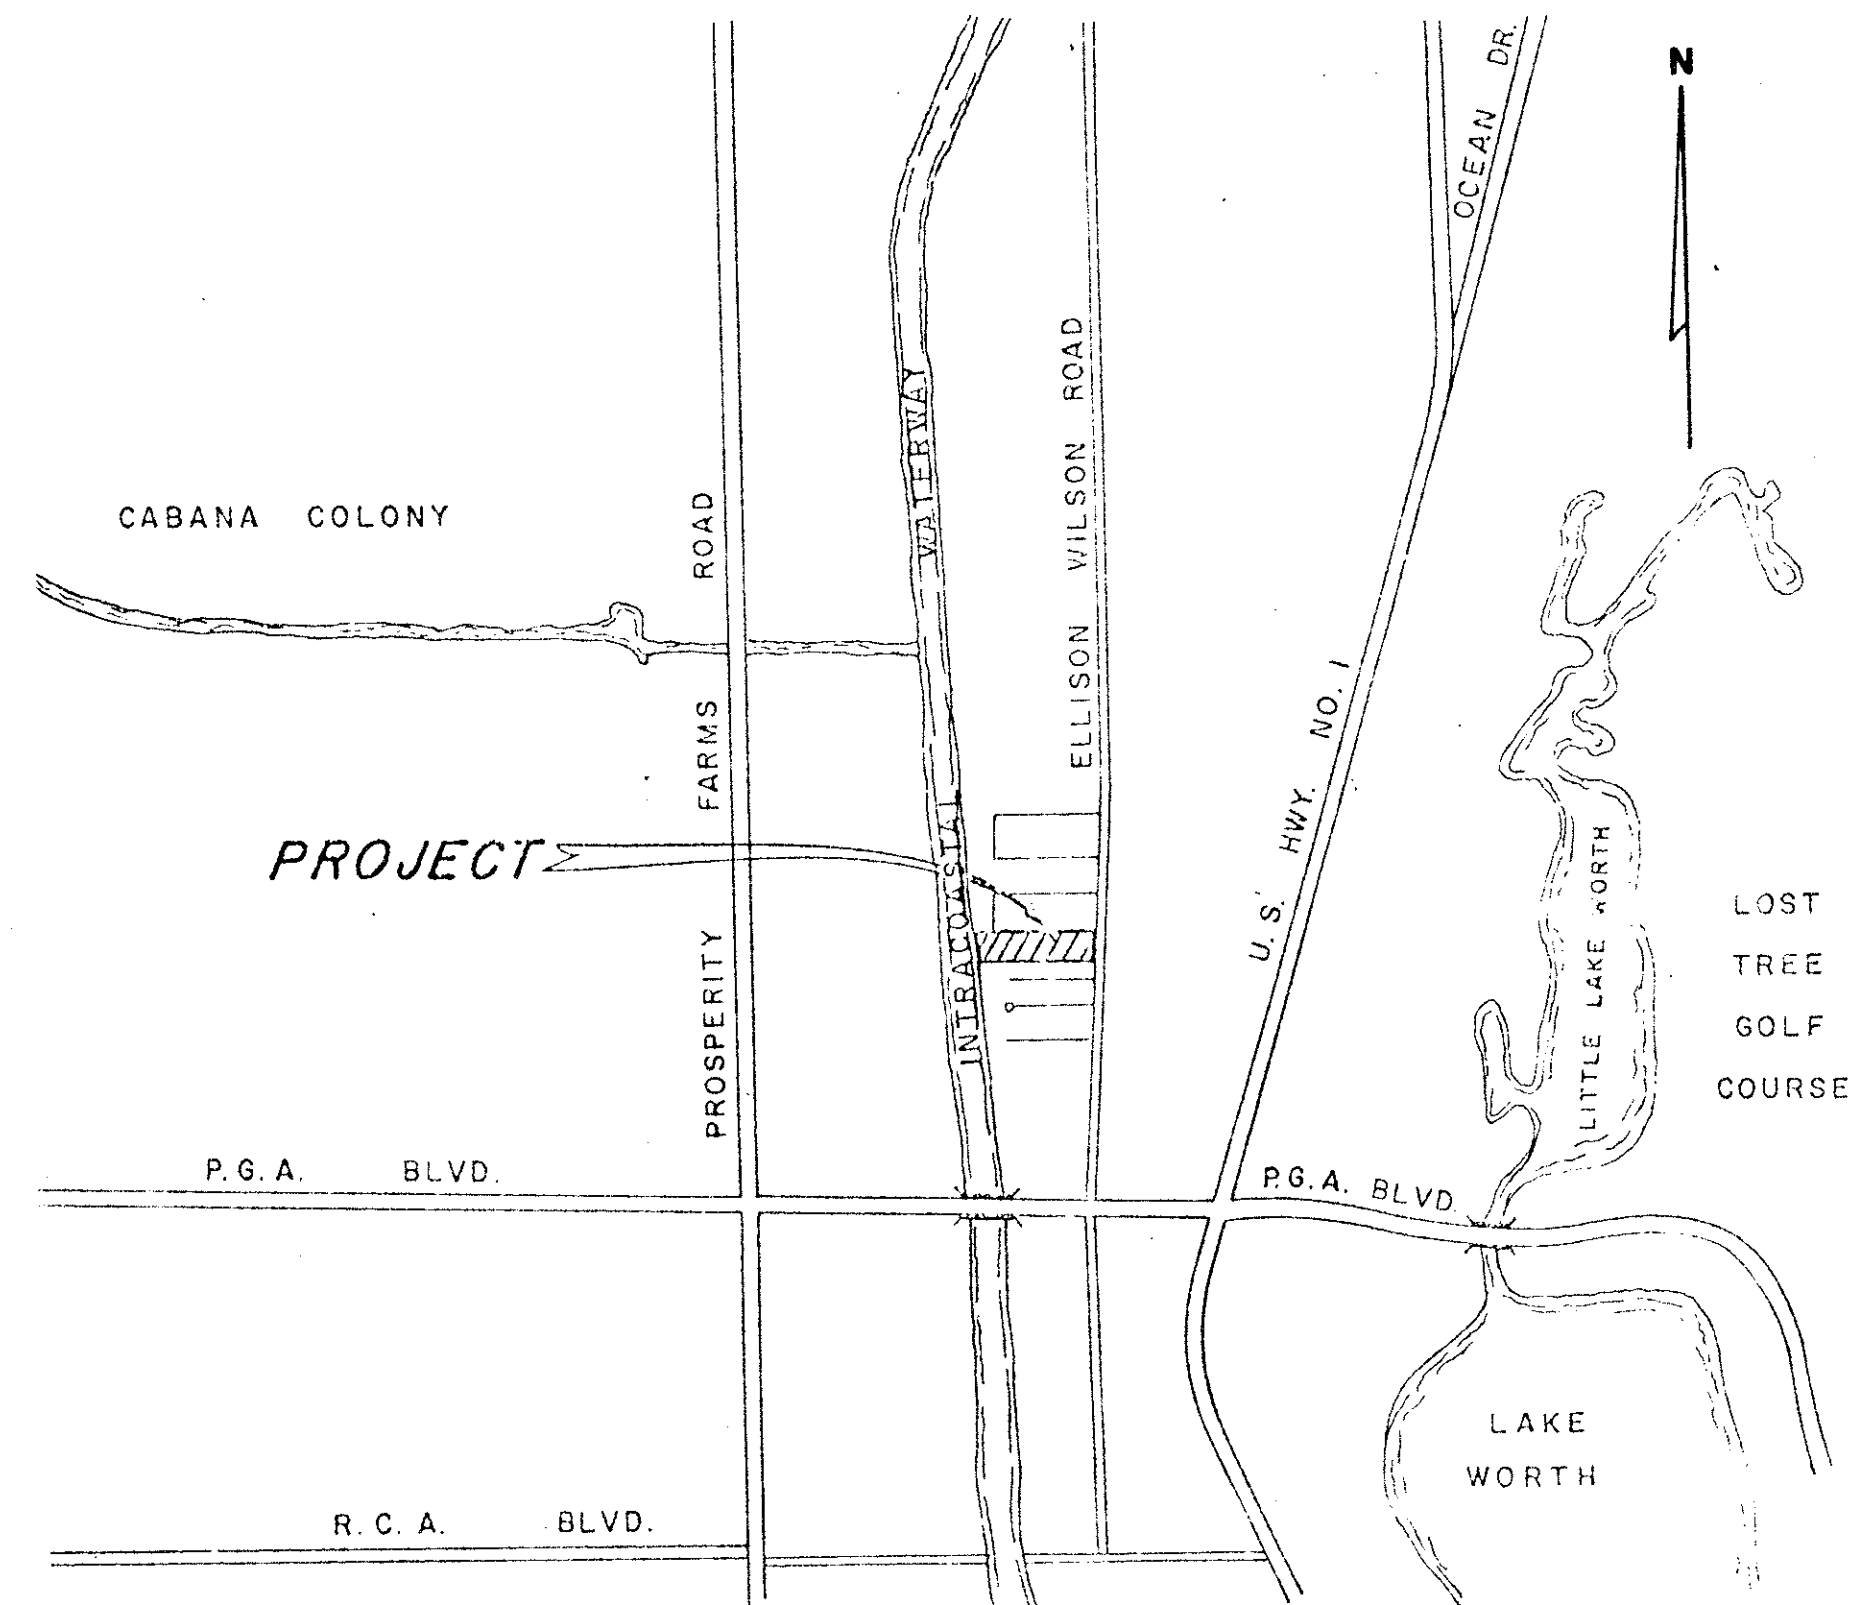 N
OCEAN DR.
CABANA COLONY
PROSPERITY FARMS ROAD
INTRACOASTAL WATERWAY
ELLISON WILSON ROAD
U.S. HWY. NO. 1
PROJECT
LITTLE LAKE WORTH
LOST
TREE
GOLF
COURSE
P.G.A. BLVD.
P.G.A. BLVD.
LAKE
WORTH
R.C.A. BLVD.